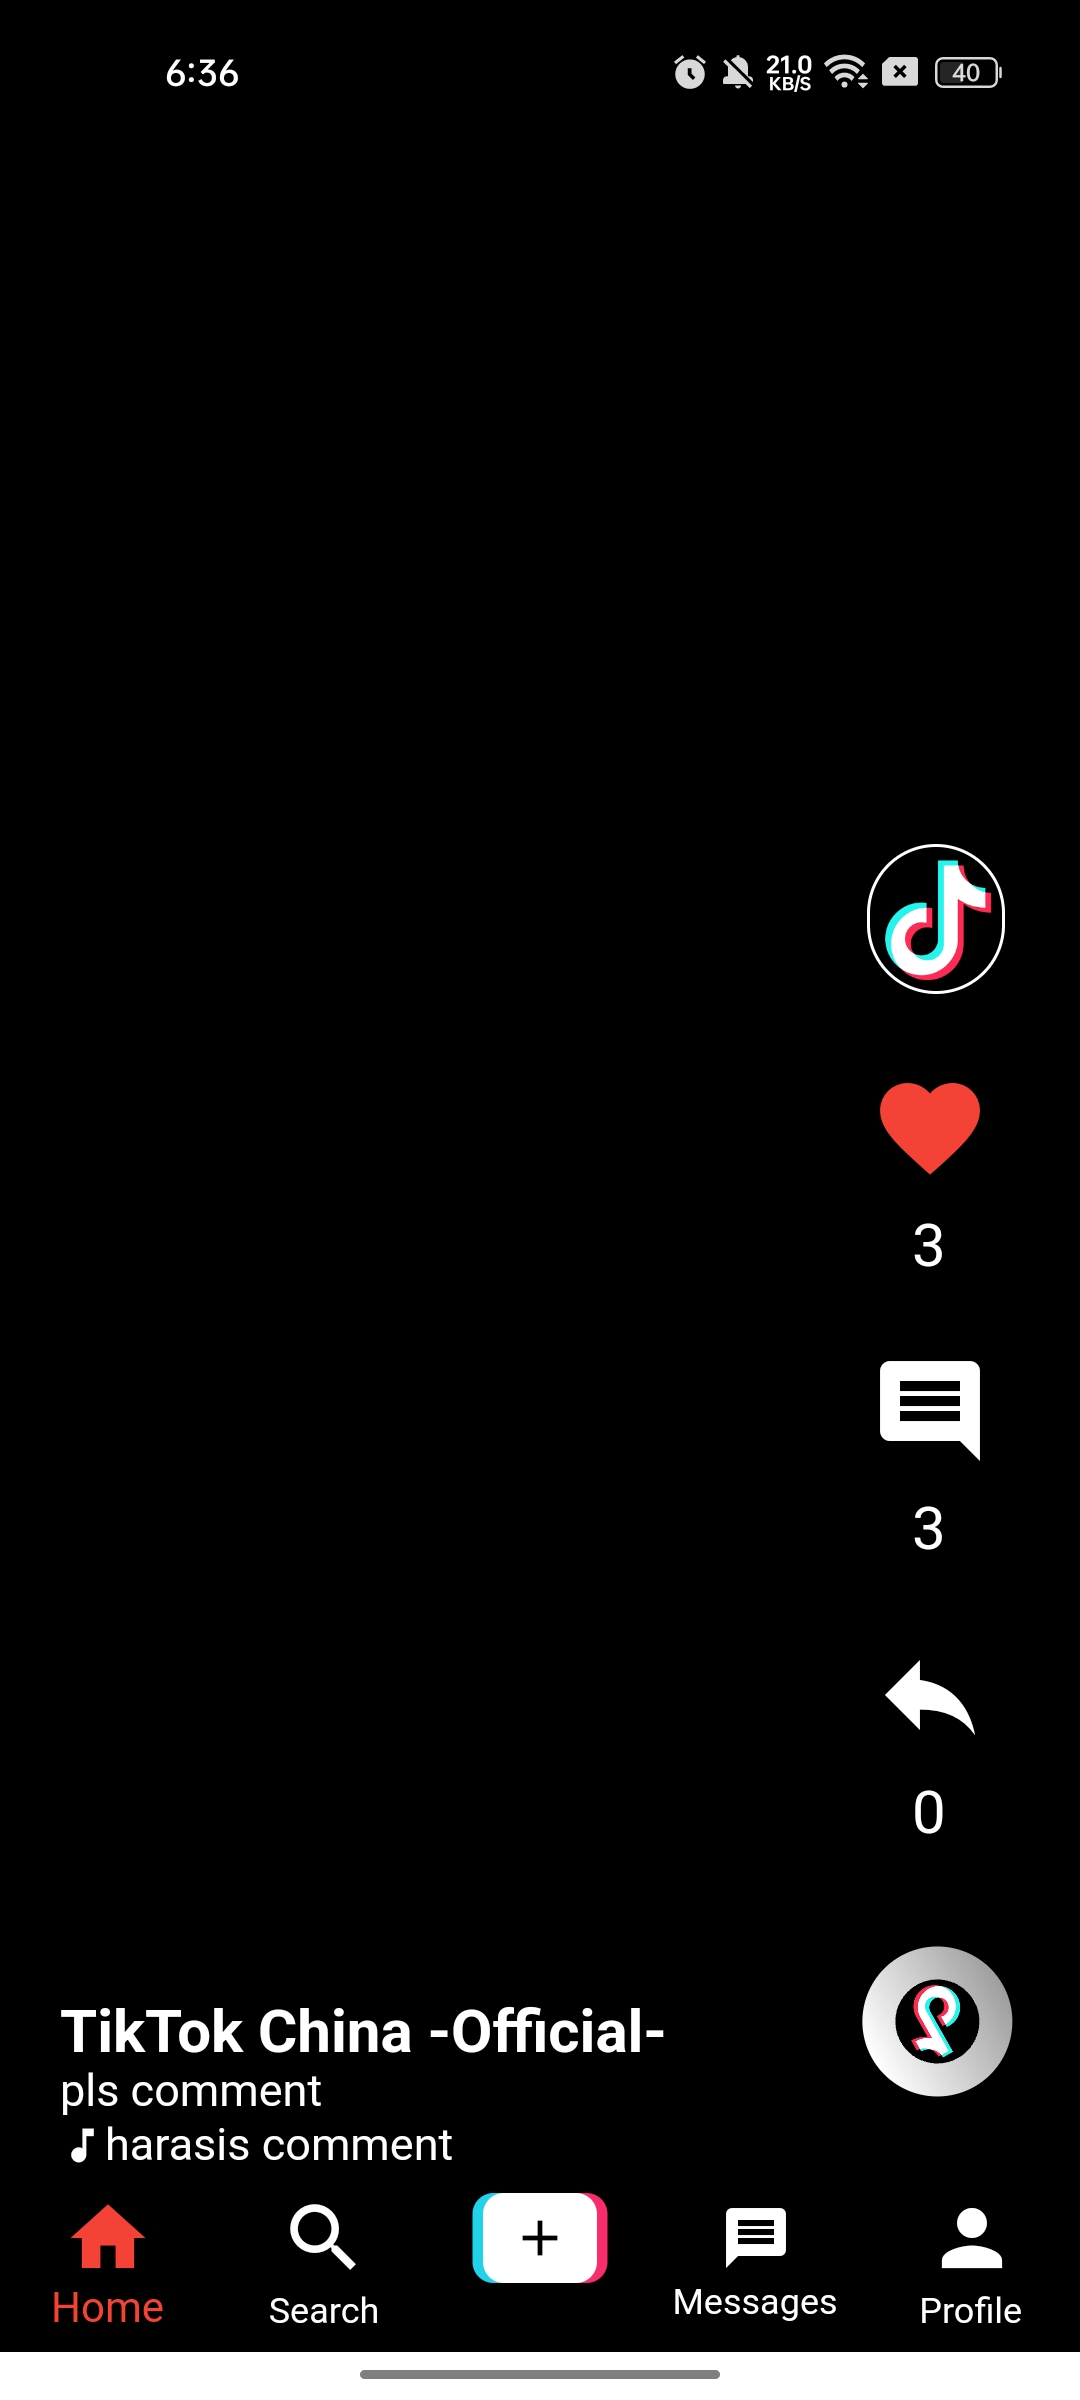 6:36
21.0
KB/S
40
3
3
0
TikTok China -Official-
pls comment
harasis comment
Home
Search
Messages
Profile